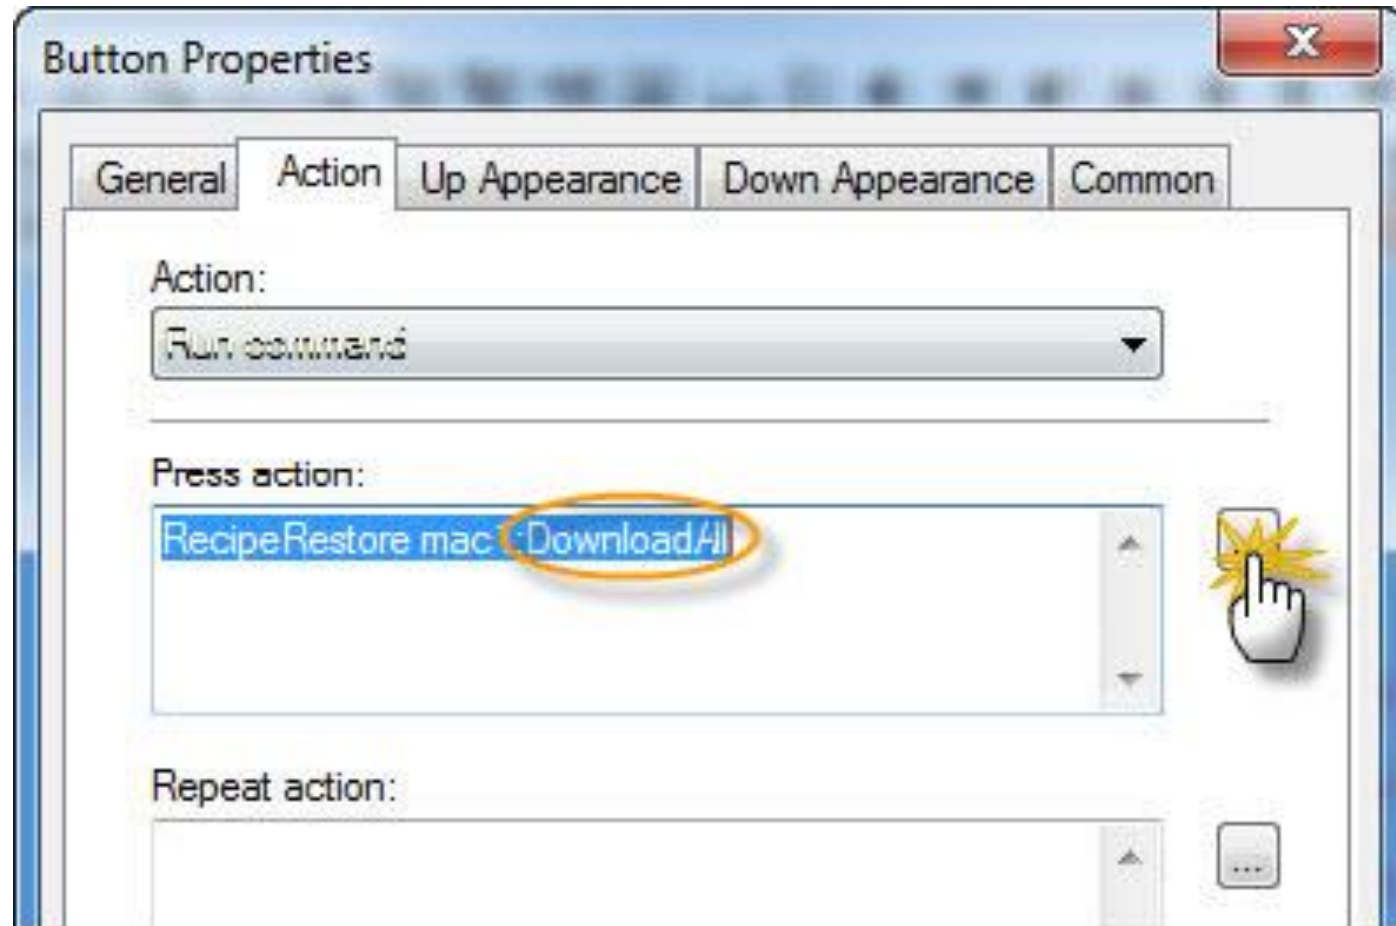 Button Properties
General Action Up Appearance Down Appearance Common
Action:
Run command
Press action:
RecipeRestore mac DownloadAll
Repeat action:
...